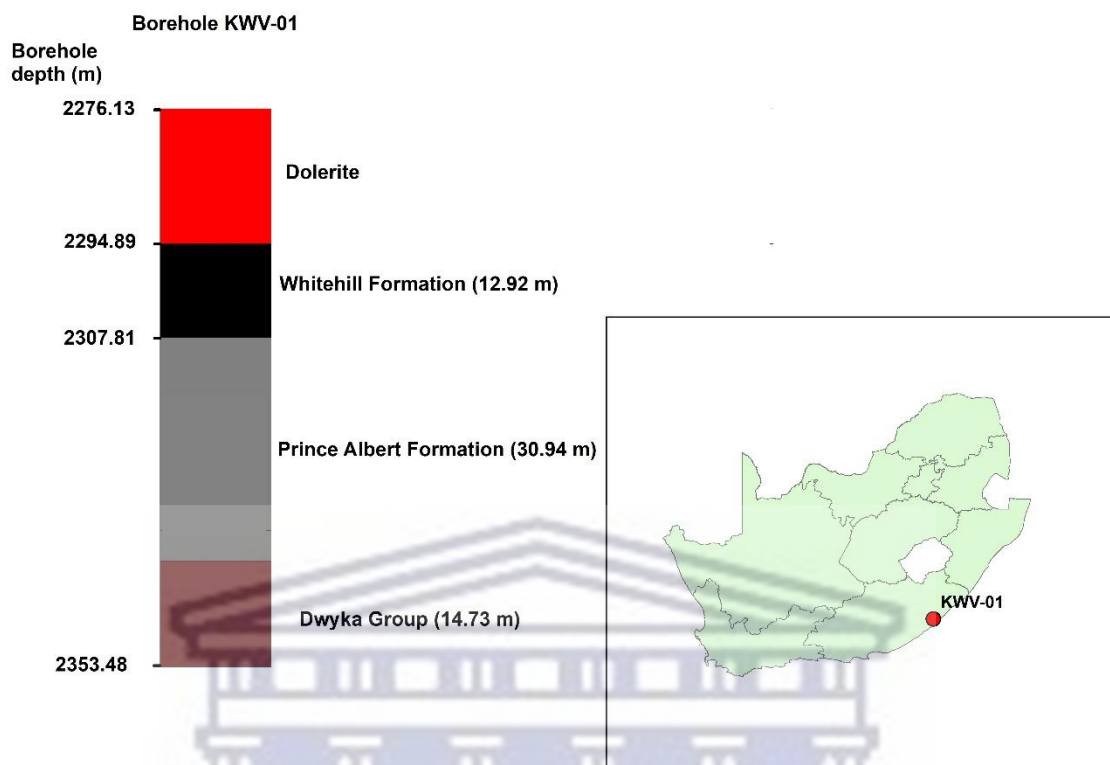 Borehole KWV-01
Borehole
depth (m)
2276.13
Dolerite
2294.89
Whitehill Formation (12.92 m)
2307.81
Prince Albert Formation (30.94 m)
Dwyka Group (14.73 m)
2353.48
KWV-01